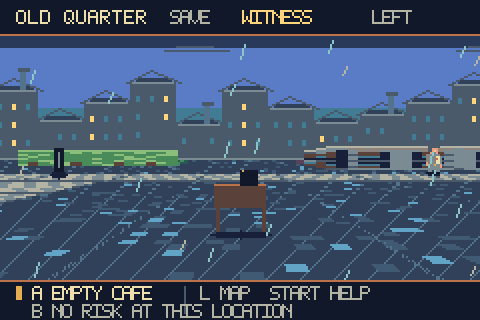 OLD QUARTER SAVE WITNESS LEFT
A EMPTY CAFE | L MAP START HELP
B NO RISK AT THIS LOCATION